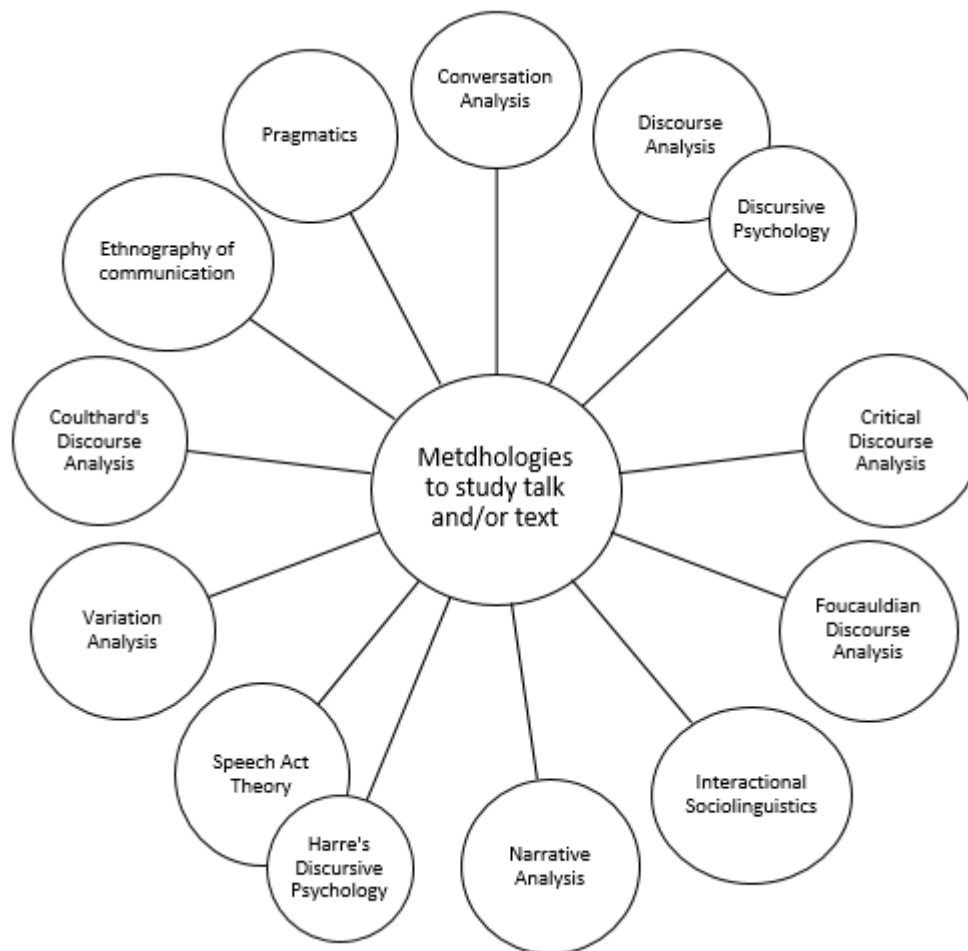 Conversation
Analysis
Pragmatics
Discourse
Analysis
Discursive
Psychology
Ethnography of
communication
Coulthard's
Discourse
Analysis
Critical
Discourse
Analysis
Metdhologies
to study talk
and/or text
Variation
Analysis
Foucauldian
Discourse
Analysis
Speech Act
Theory
Interactional
Sociolinguistics
Harre's
Discursive
Psychology
Narrative
Analysis